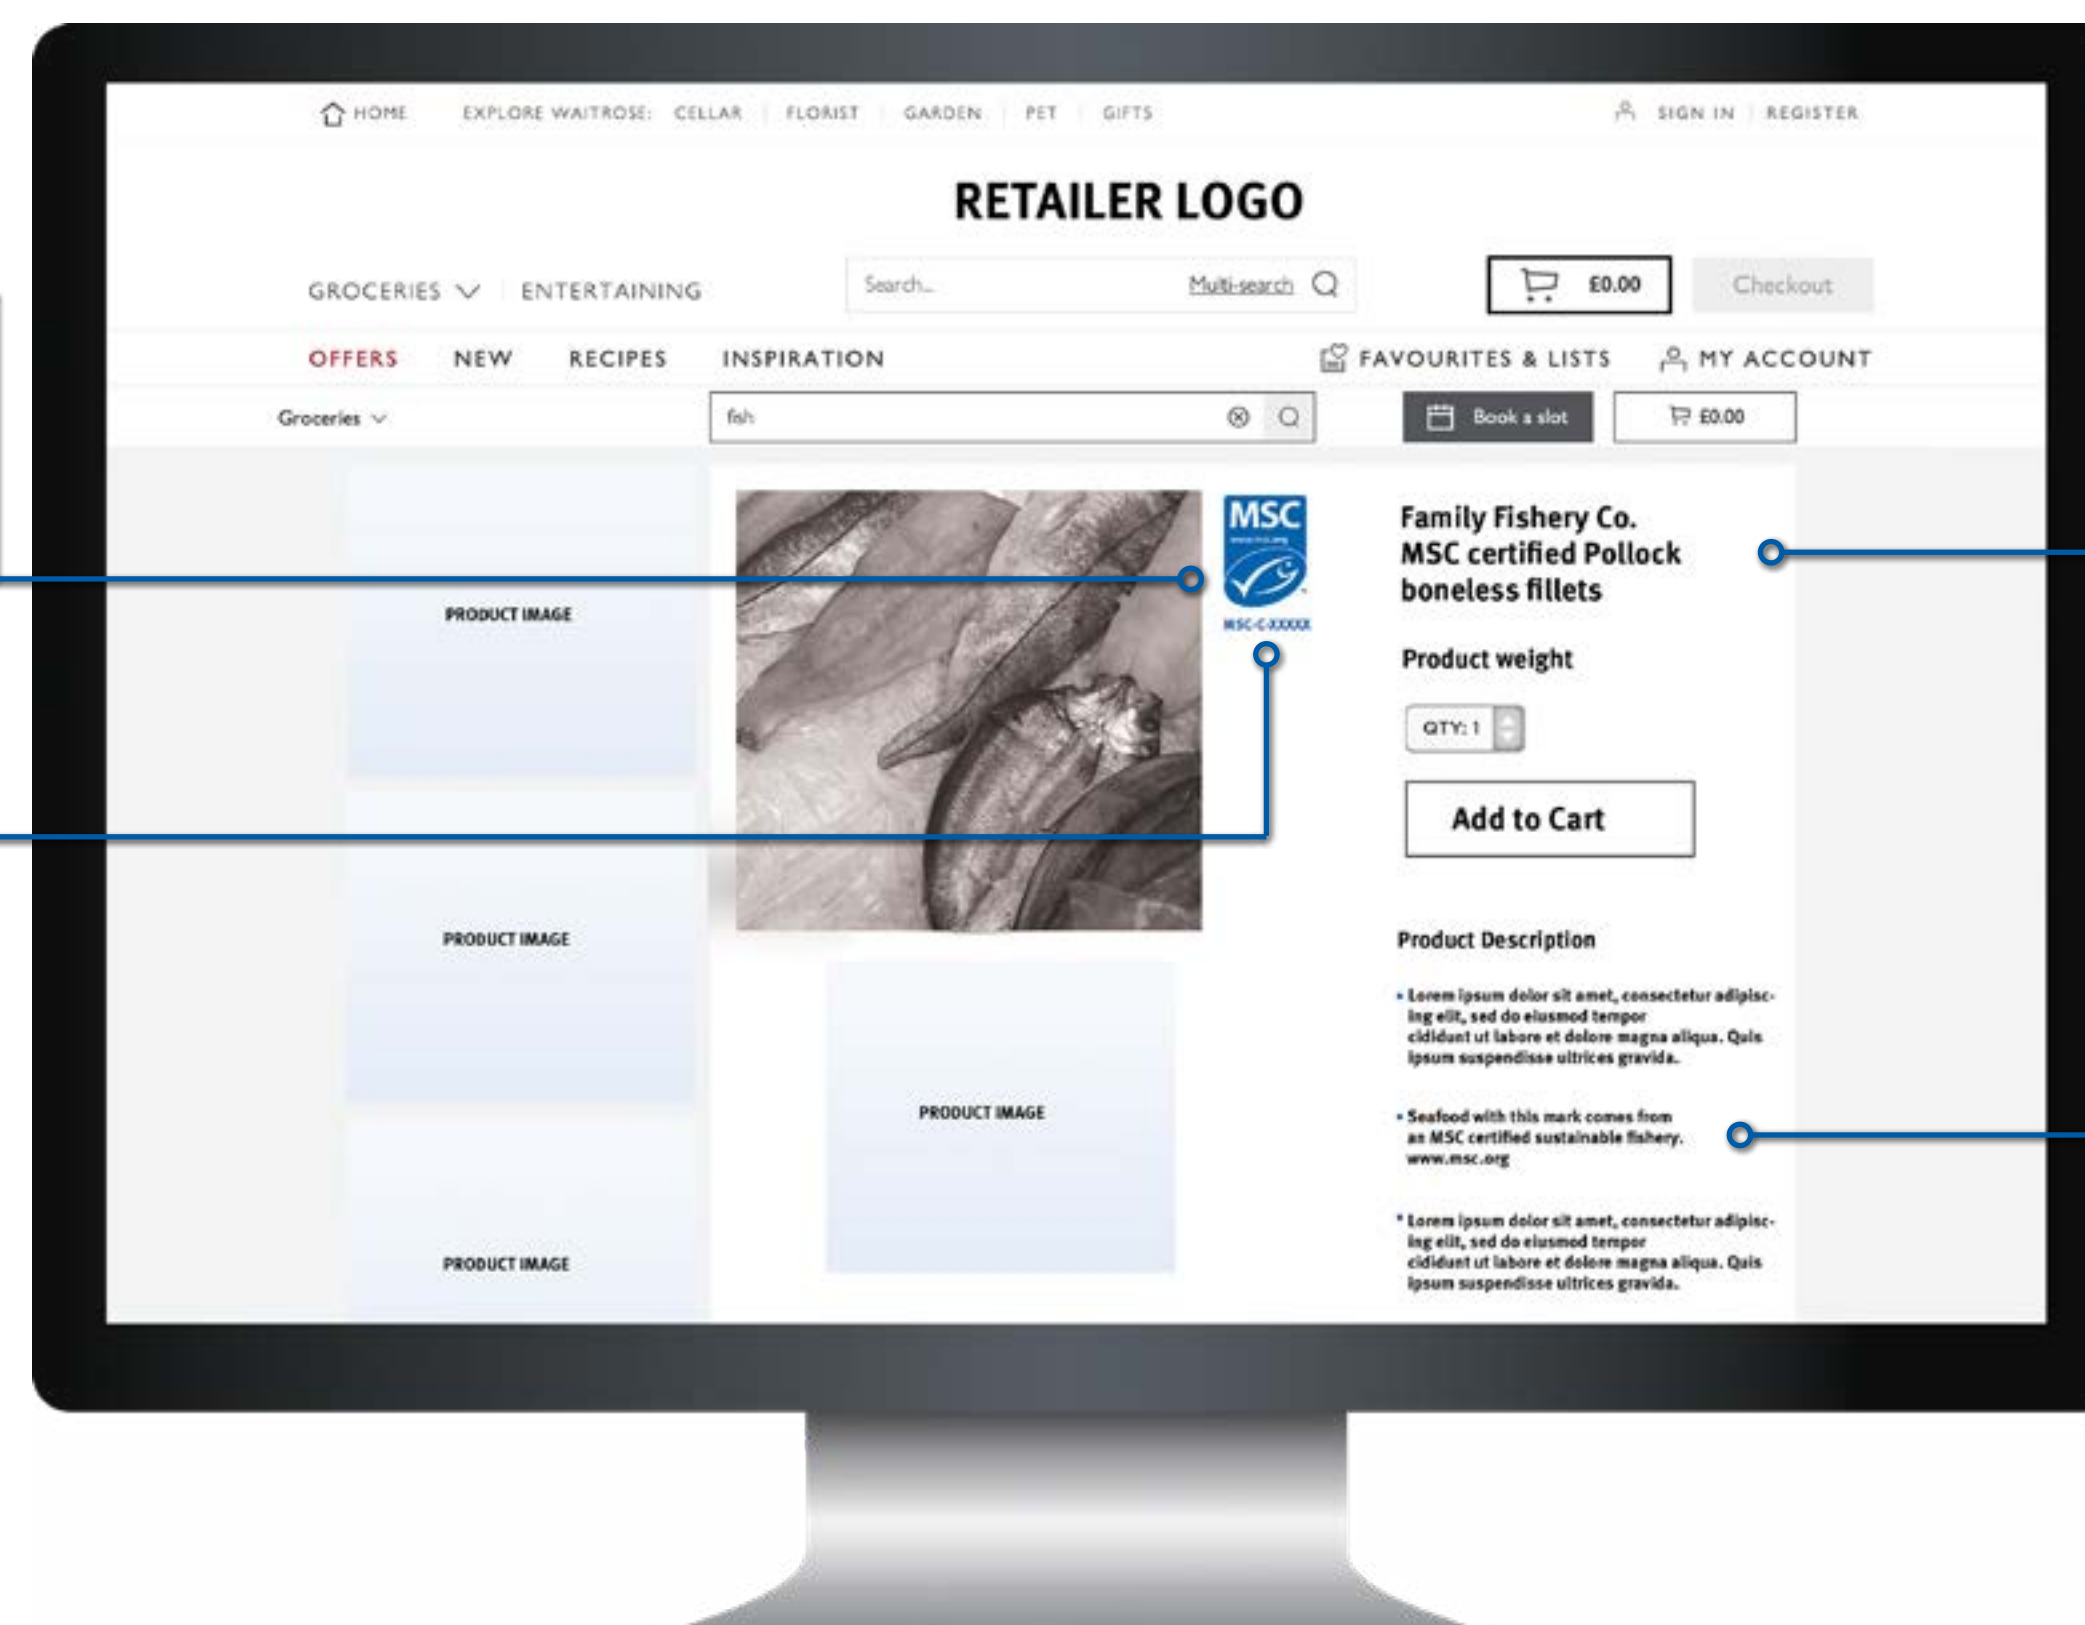 HOME EXPLORE WAITROSE: CELLAR FLORIST GARDEN PET GIFTS SIGN IN REGISTER
RETAILER LOGO
GROCERIES ENTERTAINING Search... Multi-search £0.00 Checkout
OFFERS NEW RECIPES INSPIRATION FAVOURITES & LISTS MY ACCOUNT
Groceries fish Book a slot £0.00
MSC
www.msc.org
MSC-C-XXXXX
Family Fishery Co.
MSC certified Pollock
boneless fillets
Product weight
QTY: 1
Add to Cart
PRODUCT IMAGE
PRODUCT IMAGE
PRODUCT IMAGE
PRODUCT IMAGE
Product Description
• Lorem ipsum dolor sit amet, consectetur adipisc-
ing elit, sed do eiusmod tempor
cididunt ut labore et dolore magna aliqua. Quis
ipsum suspendisse ultrices gravida.
• Seafood with this mark comes from
an MSC certified sustainable fishery.
www.msc.org
• Lorem ipsum dolor sit amet, consectetur adipisc-
ing elit, sed do eiusmod tempor
cididunt ut labore et dolore magna aliqua. Quis
ipsum suspendisse ultrices gravida.